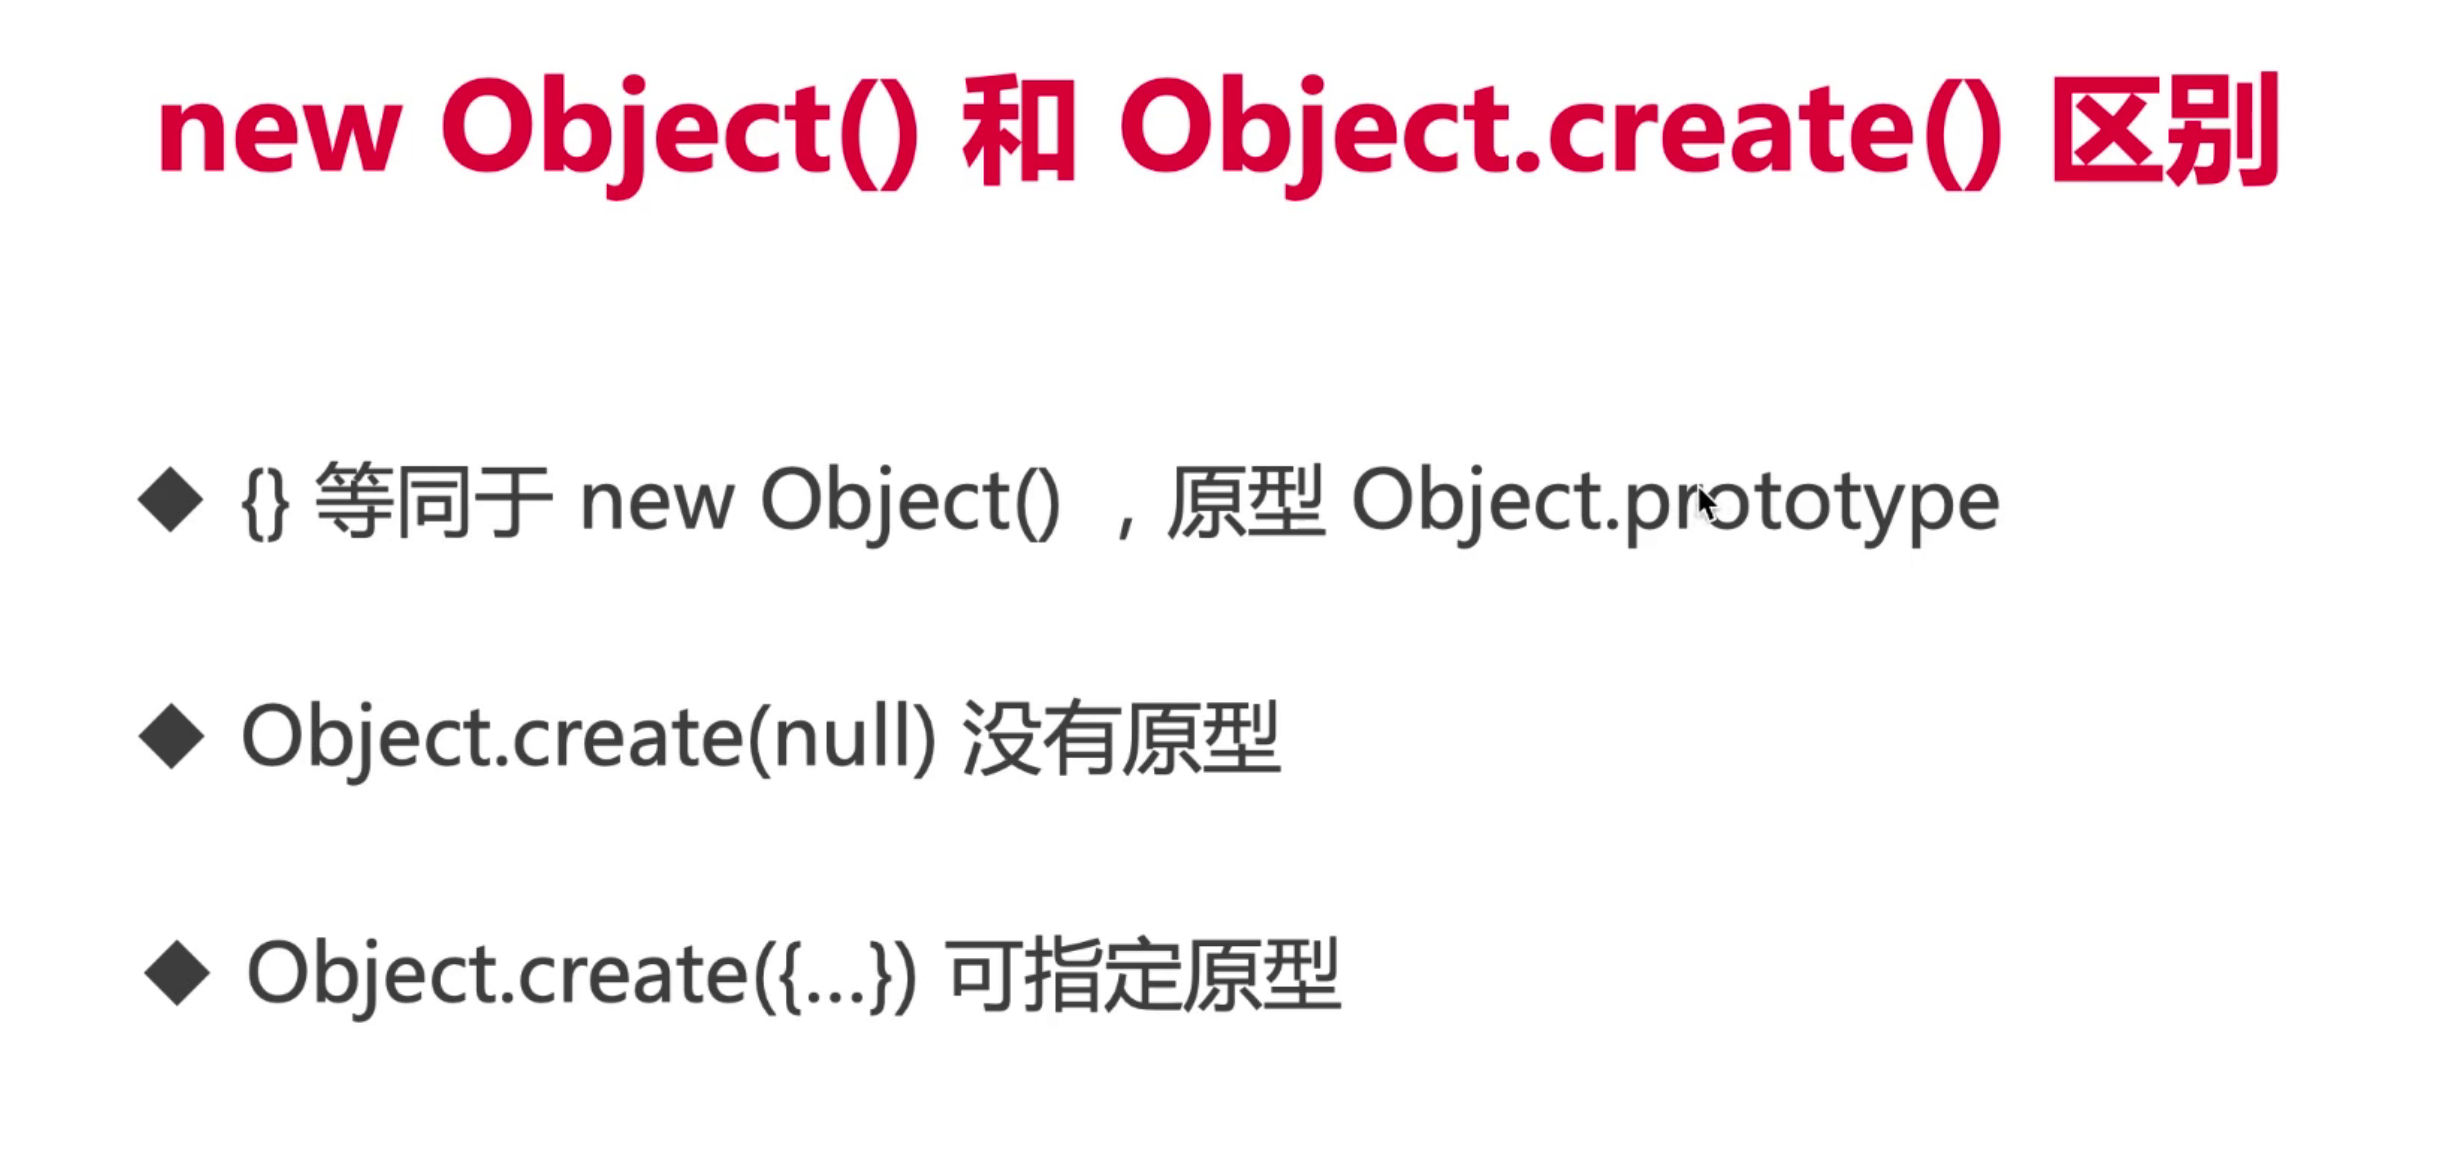 new Object() 和 Object.create() 区别
◆ {} 等同于 new Object() ，原型 Object.prototype
◆ Object.create(null) 没有原型
◆ Object.create({...}) 可指定原型